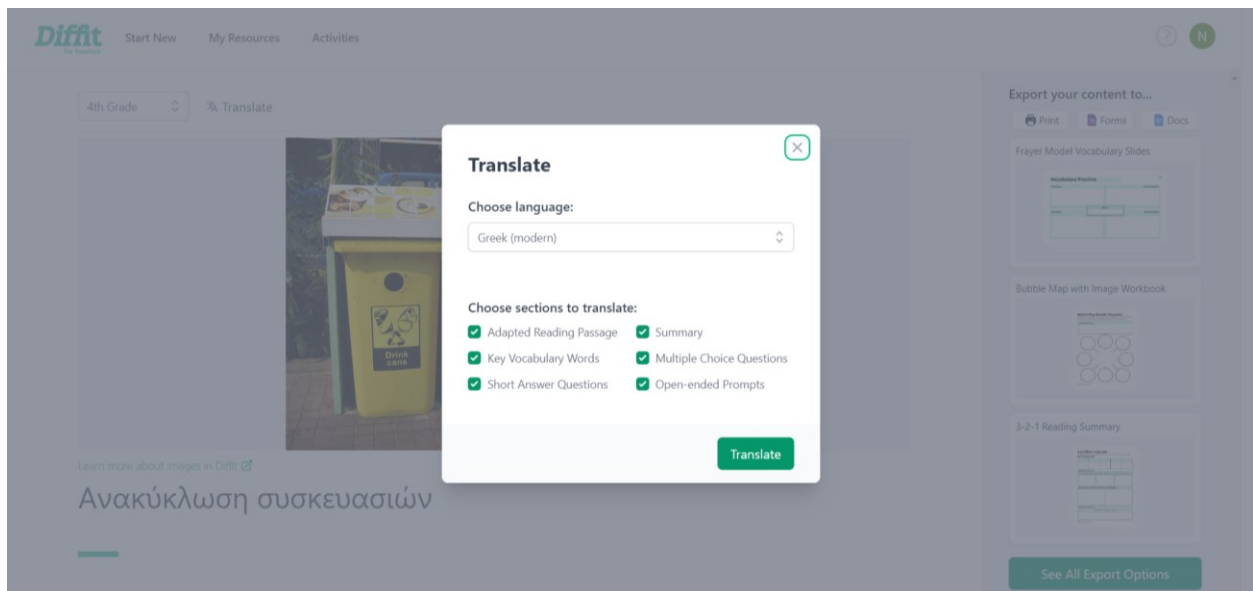 Diffit
for Teachers
Start New
My Resources
Activities
?
N
4th Grade
Translate
Export your content to...
Print
Forms
Docs
Frayer Model Vocabulary Slides
Translate
Choose language:
Greek (modern)
Choose sections to translate:
Adapted Reading Passage
Summary
Key Vocabulary Words
Multiple Choice Questions
Short Answer Questions
Open-ended Prompts
Translate
Drink
cans
Bubble Map with Image Workbook
3-2-1 Reading Summary
Learn more about images in Diffit
Ανακύκλωση συσκευασιών
See All Export Options